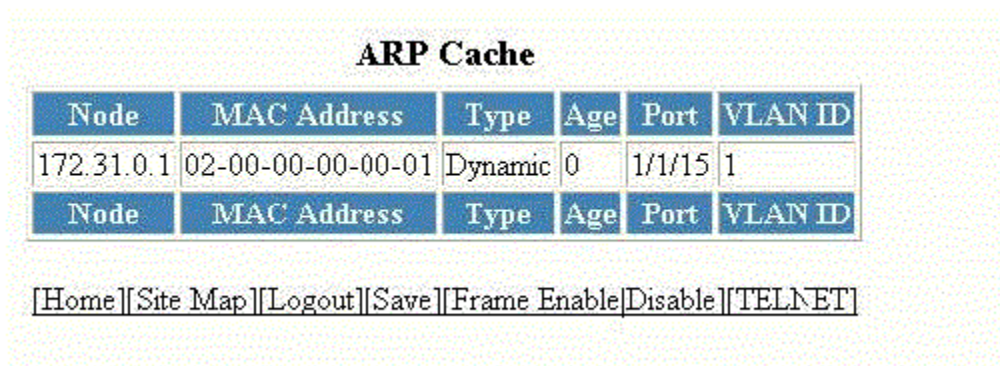 ARP Cache
Node MAC Address Type Age Port VLAN ID
172.31.0.1 02-00-00-00-00-01 Dynamic 0 1/1/15 1
Node MAC Address Type Age Port VLAN ID
[Home][Site Map][Logout][Save][Frame Enable|Disable][TELNET]